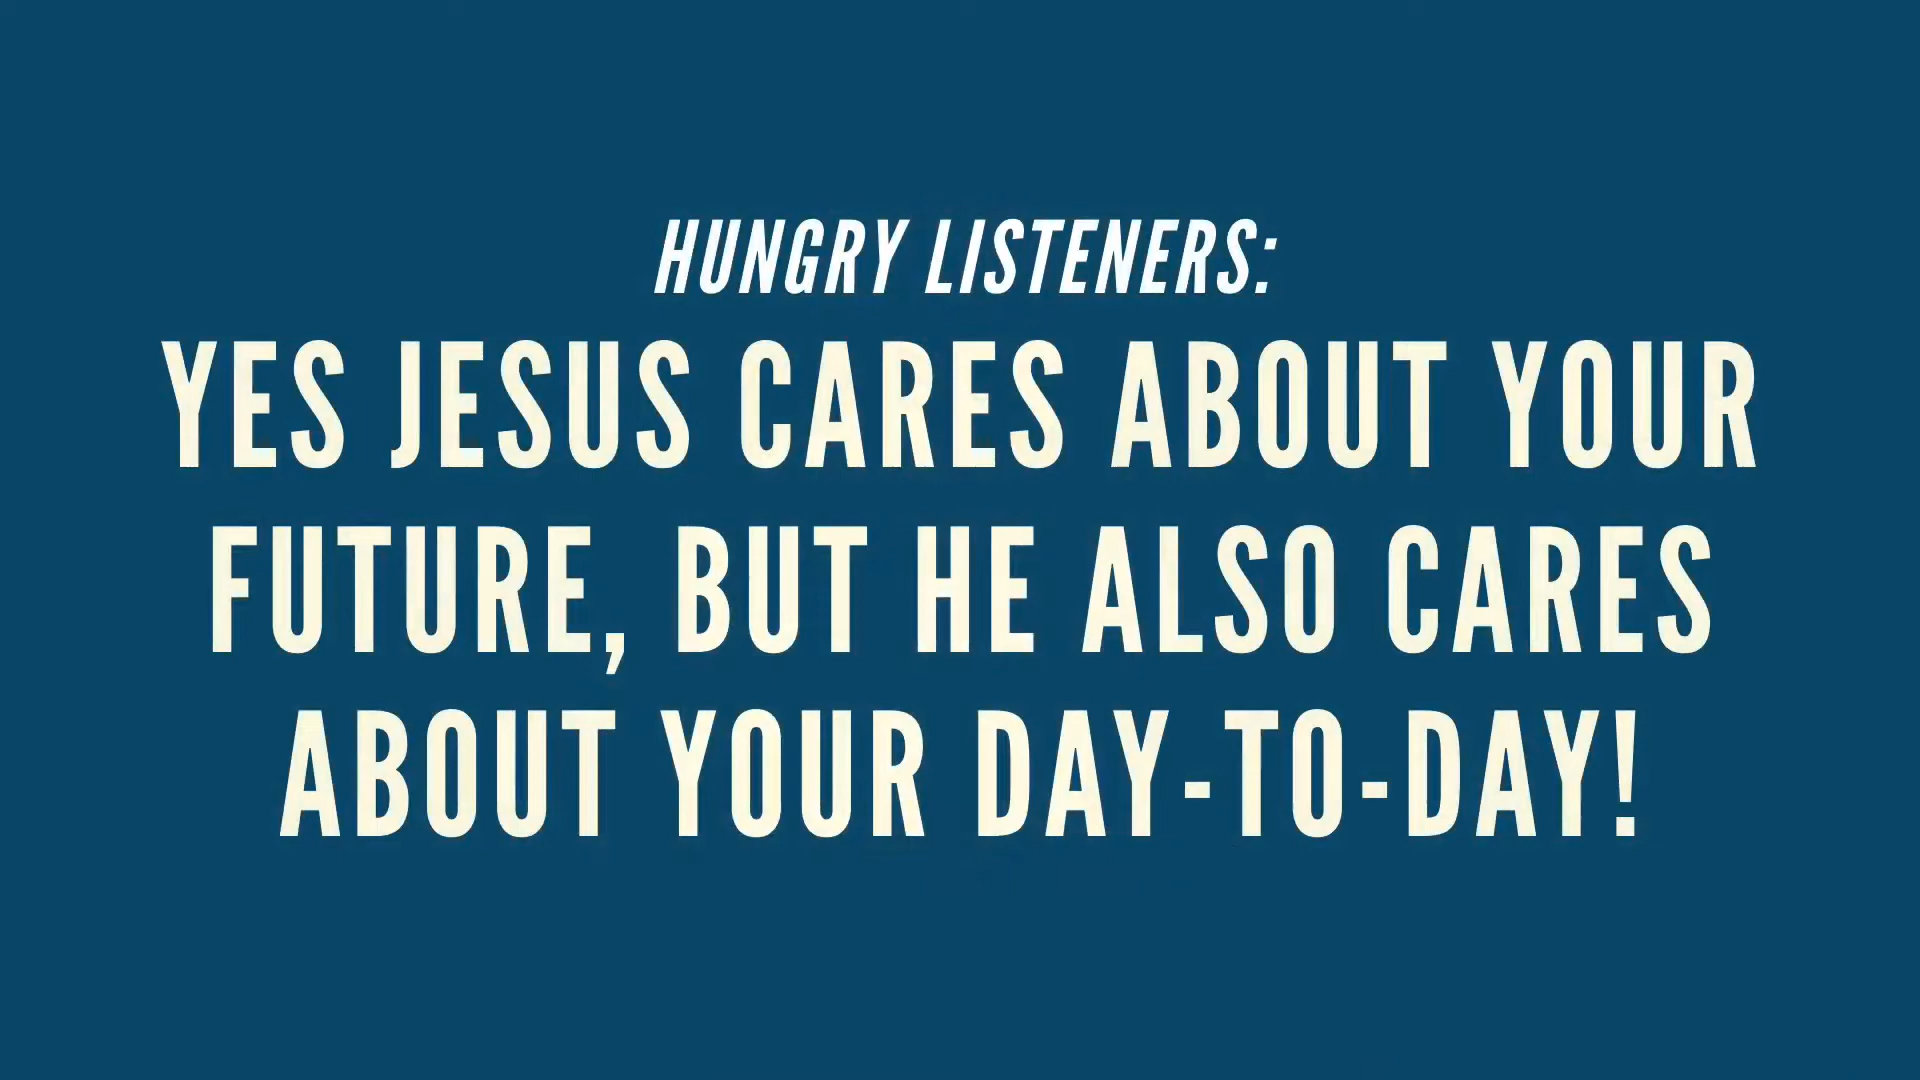 HUNGRY LISTENERS:
YES JESUS CARES ABOUT YOUR
FUTURE, BUT HE ALSO CARES
ABOUT YOUR DAY-TO-DAY!